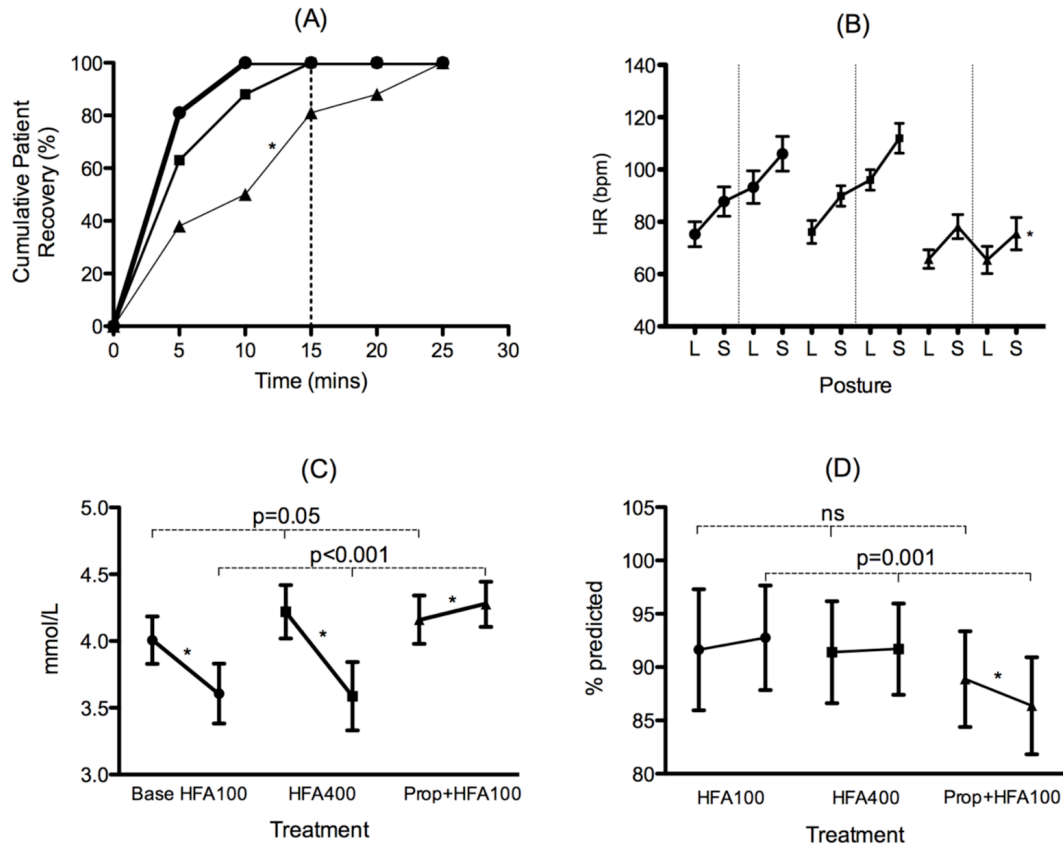 (A)
Cumulative Patient
Recovery (%)
100
80
60
40
20
0
*
0 5 10 15 20 25 30
Time (mins)
(B)
HR (bpm)
140
120
100
80
60
40
*
L S L S L S L S L S L S
Posture
(C)
mmol/L
5.0
4.5
4.0
3.5
3.0
p=0.05
p<0.001
*
*
*
Base HFA100 HFA400 Prop+HFA100
Treatment
(D)
% predicted
105
100
95
90
85
80
ns
p=0.001
*
HFA100 HFA400 Prop+HFA100
Treatment